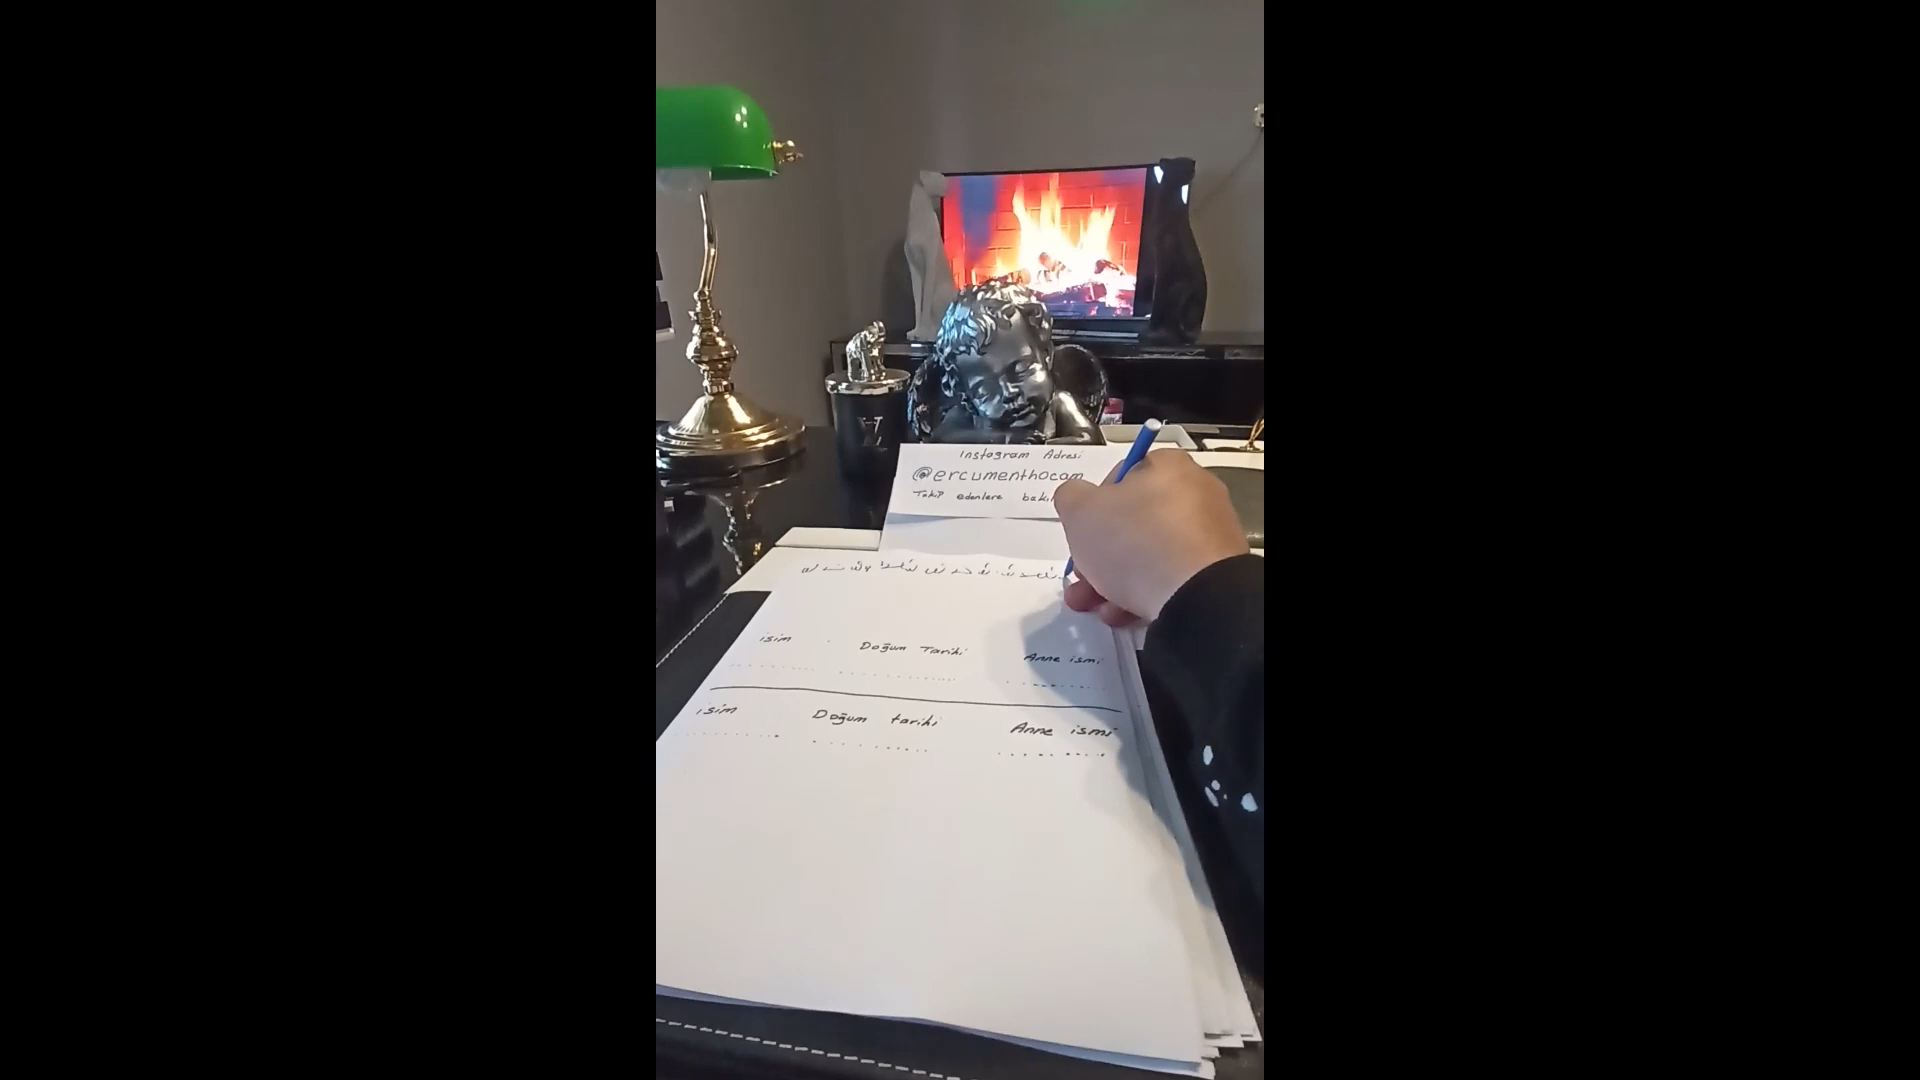 Instagram Adresi
@ercumenthocam
Takip edenlere
isim Doğum Tarihi Anne ismi
isim Doğum tarihi Anne ismi